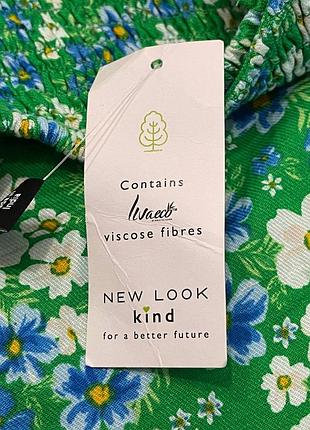 Contains
Livaeco
viscose fibres
NEW LOOK
kind
for a better future